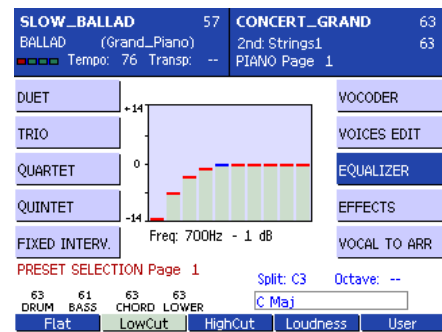 SLOW_BALLAD 57 CONCERT_GRAND 63
BALLAD (Grand_Piano) 2nd: Strings1 63
Tempo: 76 Transp: -- PIANO Page 1
DUET +14 VOCODER
TRIO VOICES EDIT
QUARTET 0 EQUALIZER
QUINTET EFFECTS
-14
FIXED INTERV. Freq: 700Hz - 1 dB VOCAL TO ARR
PRESET SELECTION Page 1
Split: C3 Octave: --
63 61 63 63
DRUM BASS CHORD LOWER C Maj
Flat LowCut HighCut Loudness User